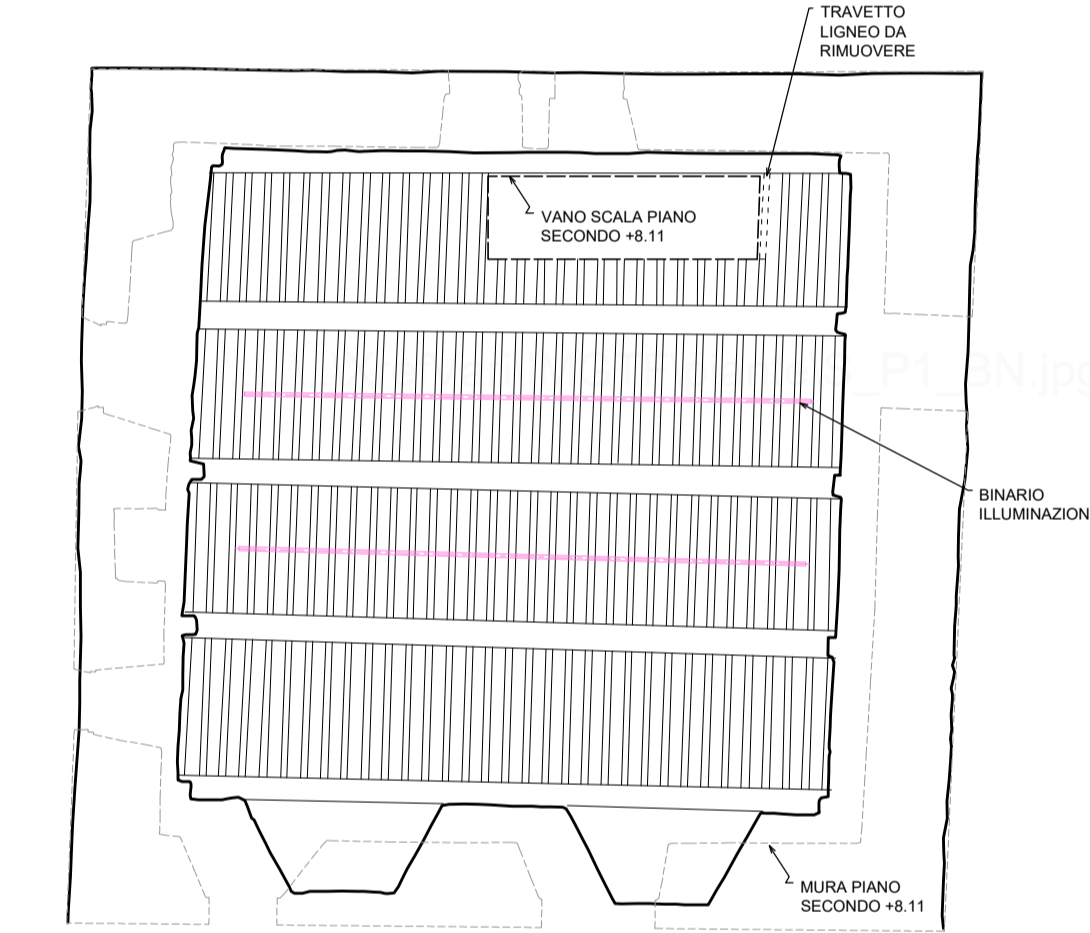 TRAVETTO
LIGNEO DA
RIMUOVERE
VANO SCALA PIANO
SECONDO +8.11
BINARIO
ILLUMINAZION
MURA PIANO
SECONDO +8.11